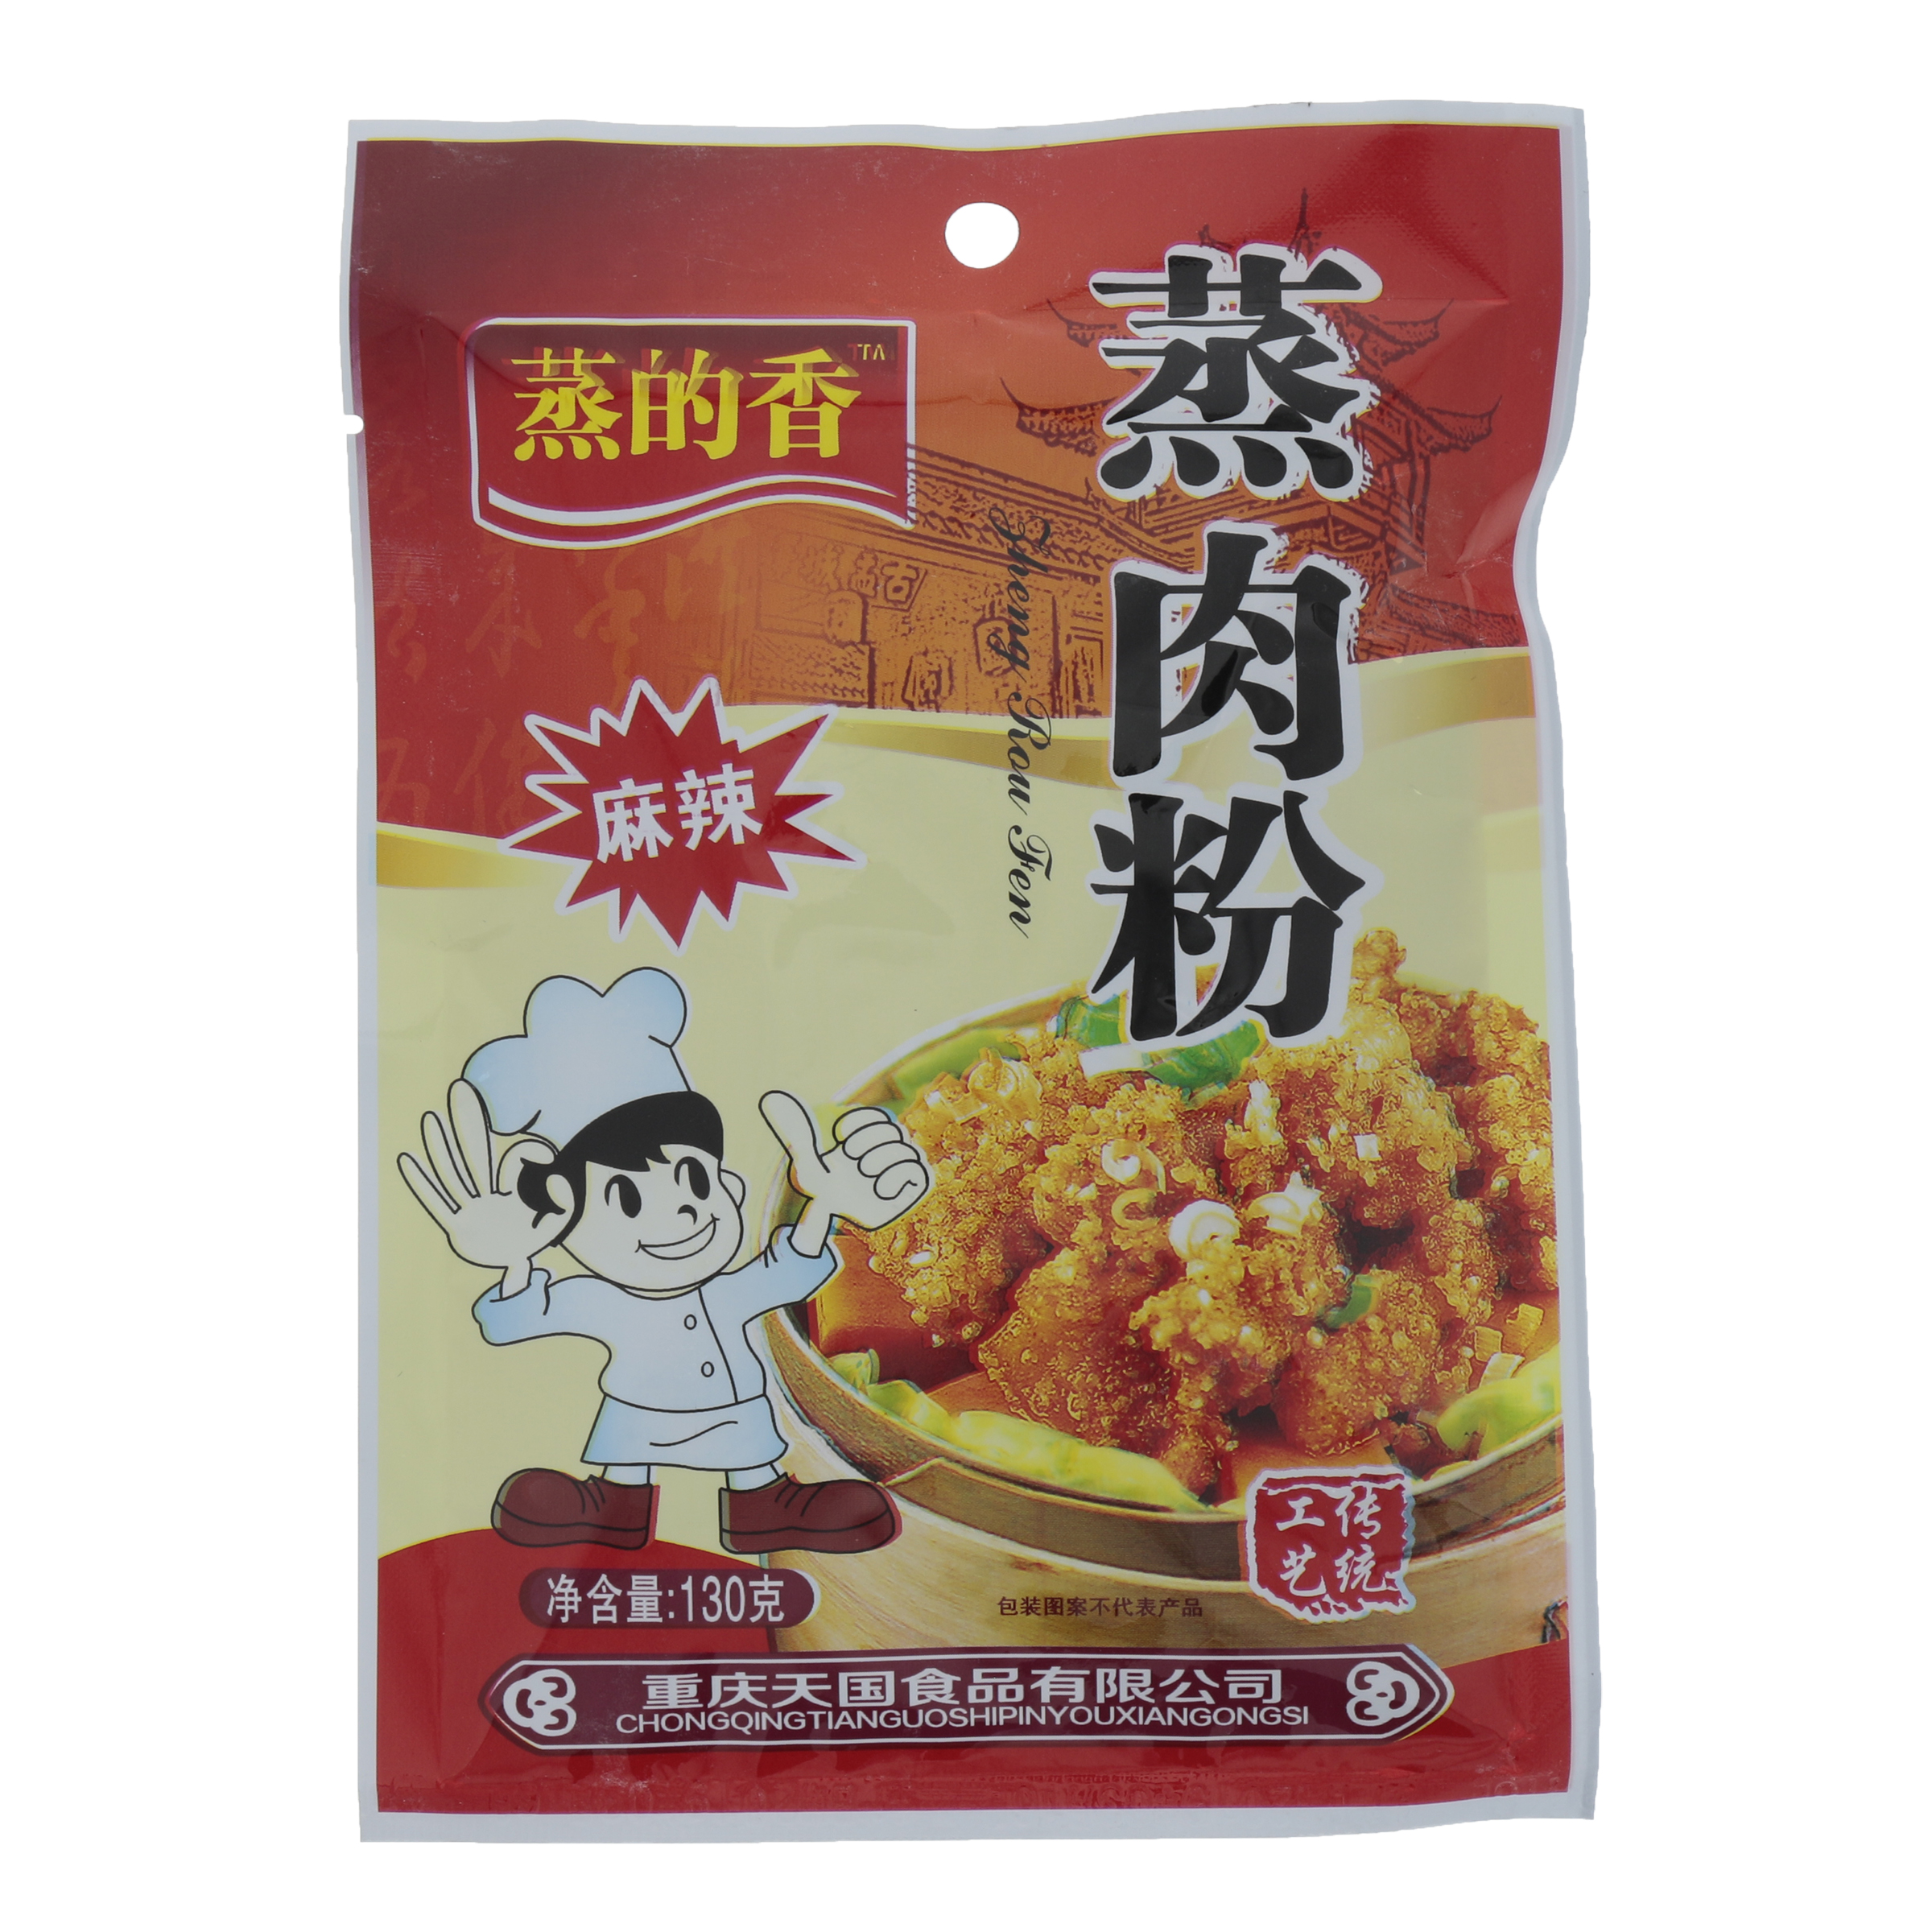 蒸的香
TM
蒸肉粉
Zheng Rou Fen
麻辣
传统
工艺
净含量:130克
包装图案不代表产品
重庆天国食品有限公司
CHONGQINGTIANGUOSHIPINYOUXIANGONGSI